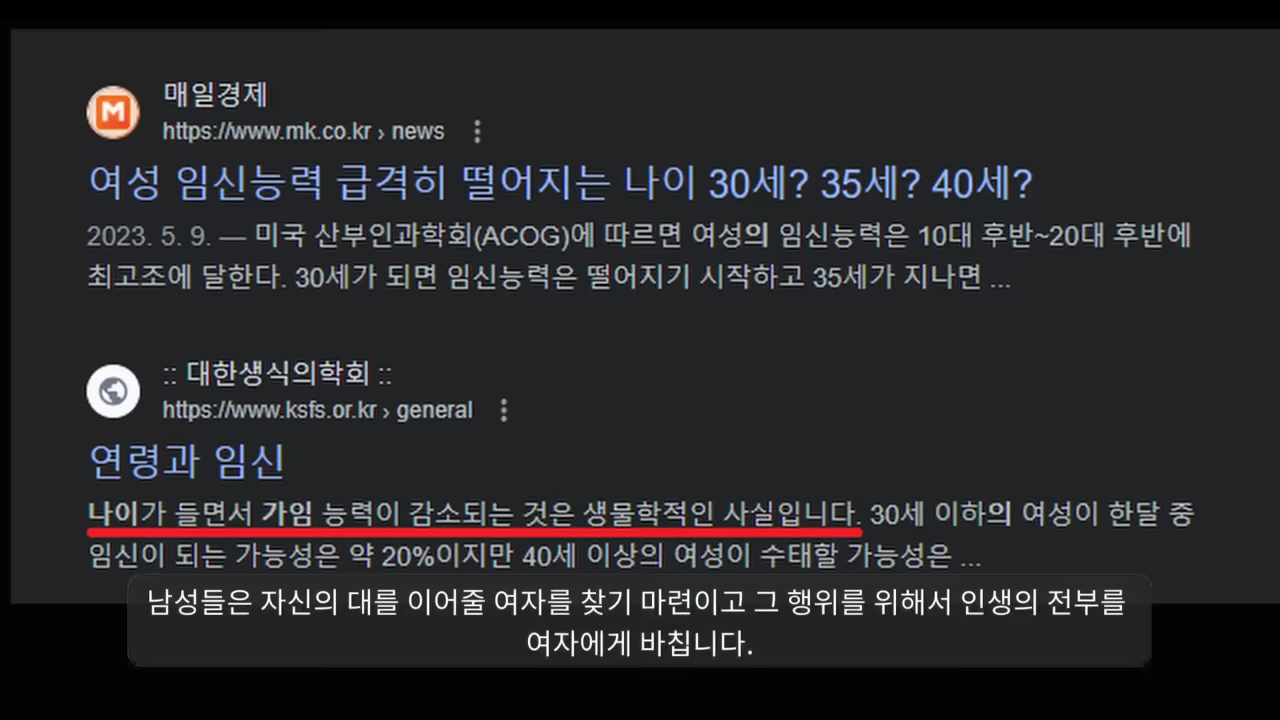 매일경제
https://www.mk.co.kr › news
여성 임신능력 급격히 떨어지는 나이 30세? 35세? 40세?
2023. 5. 9. — 미국 산부인과학회(ACOG)에 따르면 여성의 임신능력은 10대 후반~20대 후반에
최고조에 달한다. 30세가 되면 임신능력은 떨어지기 시작하고 35세가 지나면 ...
:: 대한생식의학회 ::
https://www.ksfs.or.kr › general
연령과 임신
나이가 들면서 가임 능력이 감소되는 것은 생물학적인 사실입니다. 30세 이하의 여성이 한달 중
임신이 되는 가능성은 약 20%이지만 40세 이상의 여성이 수태할 가능성은 ...
남성들은 자신의 대를 이어줄 여자를 찾기 마련이고 그 행위를 위해서 인생의 전부를
여자에게 바칩니다.